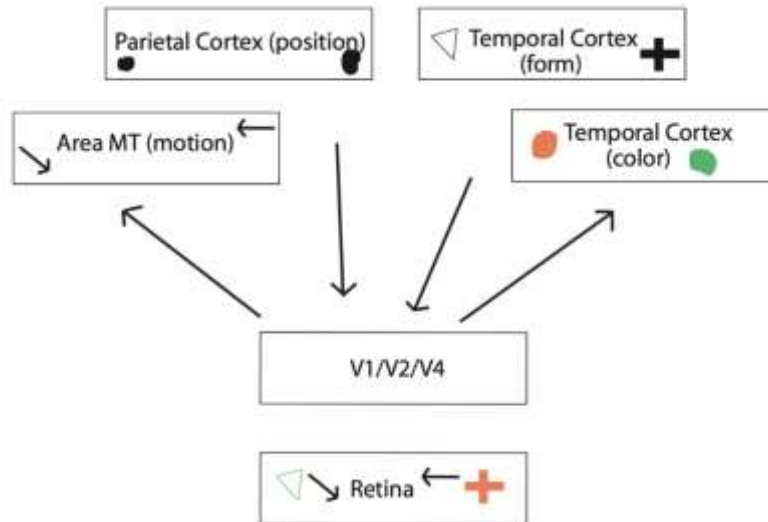 Parietal Cortex (position)
Temporal Cortex
(form)
Area MT (motion)
Temporal Cortex
(color)
V1/V2/V4
Retina